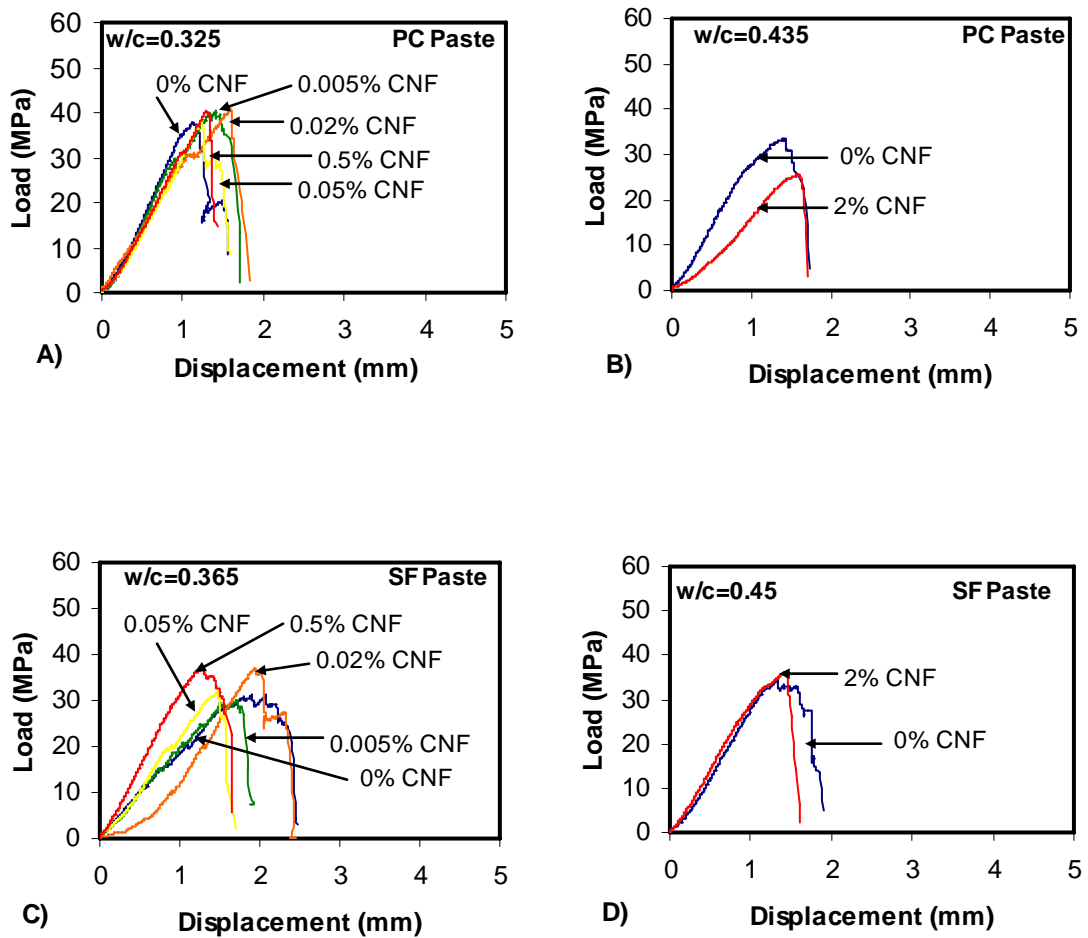 w/c=0.325 PC Paste
60
50
40
30
20
10
0
Load (MPa)
0% CNF
0.005% CNF
0.02% CNF
0.5% CNF
0.05% CNF
0 1 2 3 4 5
Displacement (mm)
A)
w/c=0.435 PC Paste
60
50
40
30
20
10
0
Load (MPa)
0% CNF
2% CNF
0 1 2 3 4 5
Displacement (mm)
B)
w/c=0.365 SF Paste
60
50
40
30
20
10
0
Load (MPa)
0.05% CNF
0.5% CNF
0.02% CNF
0.005% CNF
0% CNF
0 1 2 3 4 5
Displacement (mm)
C)
w/c=0.45 SF Paste
60
50
40
30
20
10
0
Load (MPa)
2% CNF
0% CNF
0 1 2 3 4 5
Displacement (mm)
D)